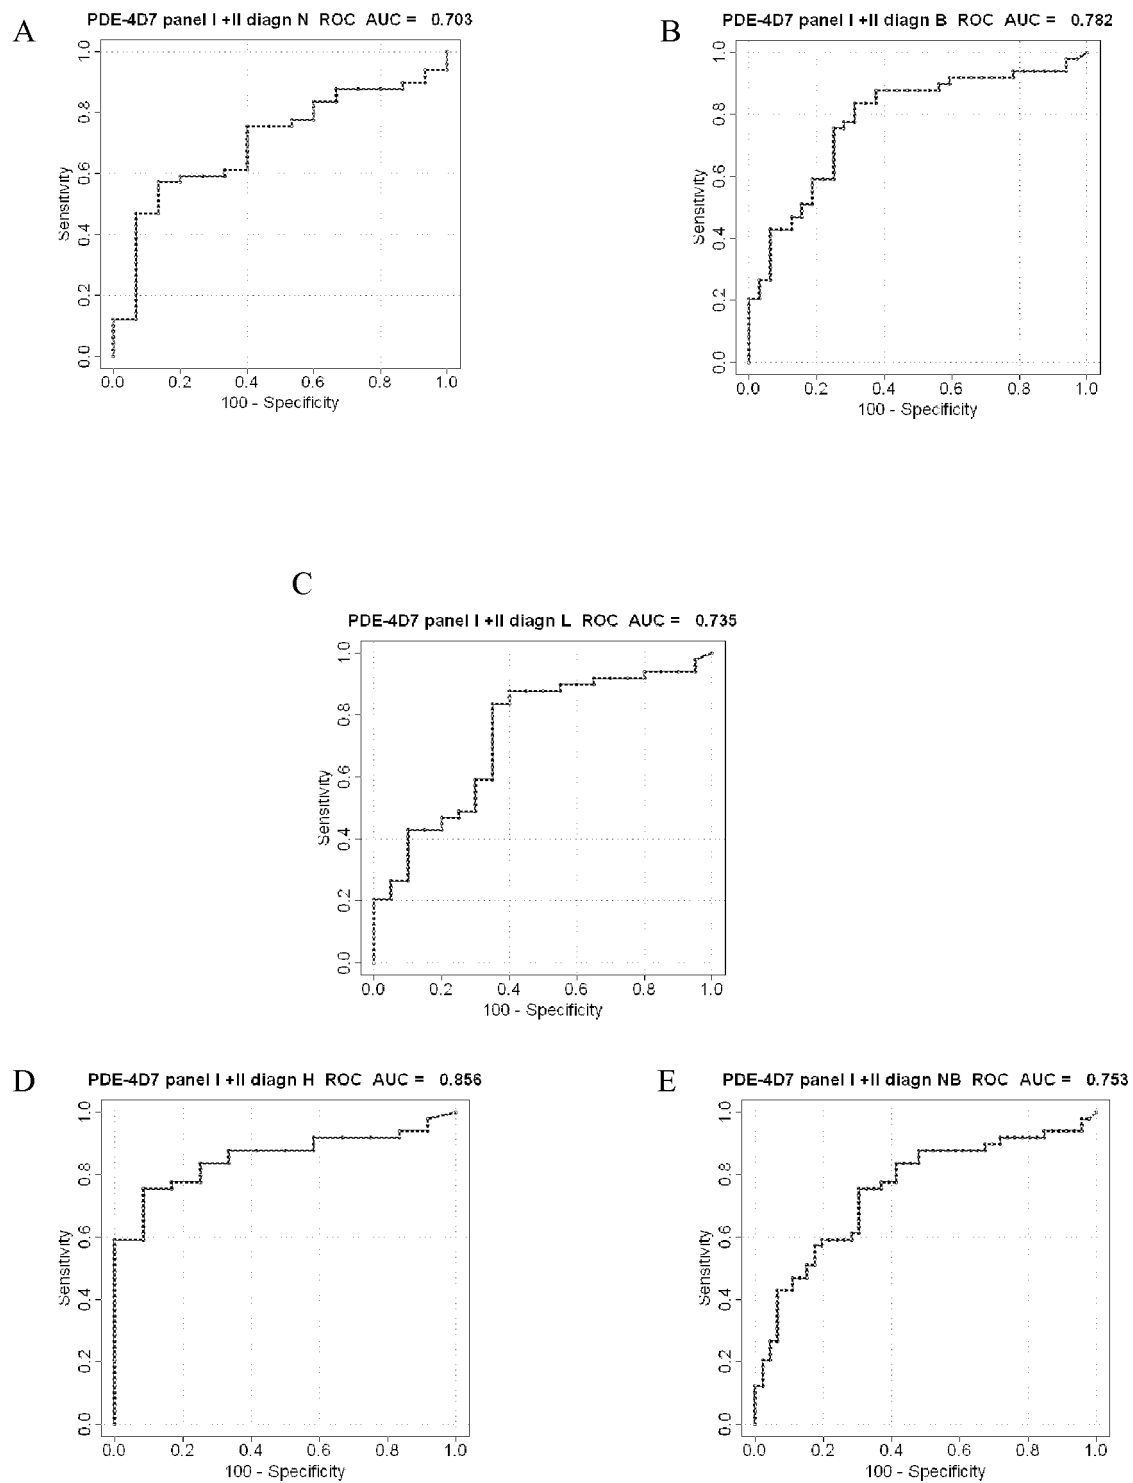 A
PDE-4D7 panel I +II diagn N ROC AUC = 0.703
Sensitivity
0.0 0.2 0.4 0.6 0.8 1.0
0.0 0.2 0.4 0.6 0.8 1.0
100 - Specificity
B
PDE-4D7 panel I +II diagn B ROC AUC = 0.782
Sensitivity
0.0 0.2 0.4 0.6 0.8 1.0
0.0 0.2 0.4 0.6 0.8 1.0
100 - Specificity
C
PDE-4D7 panel I +II diagn L ROC AUC = 0.735
Sensitivity
0.0 0.2 0.4 0.6 0.8 1.0
0.0 0.2 0.4 0.6 0.8 1.0
100 - Specificity
D
PDE-4D7 panel I +II diagn H ROC AUC = 0.856
Sensitivity
0.0 0.2 0.4 0.6 0.8 1.0
0.0 0.2 0.4 0.6 0.8 1.0
100 - Specificity
E
PDE-4D7 panel I +II diagn NB ROC AUC = 0.753
Sensitivity
0.0 0.2 0.4 0.6 0.8 1.0
0.0 0.2 0.4 0.6 0.8 1.0
100 - Specificity